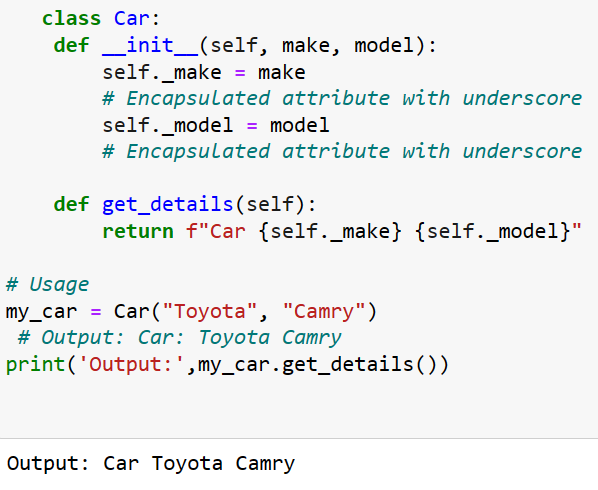 class Car:
    def __init__(self, make, model):
        self._make = make
        # Encapsulated attribute with underscore
        self._model = model
        # Encapsulated attribute with underscore

    def get_details(self):
        return f"Car {self._make} {self._model}"

# Usage
my_car = Car("Toyota", "Camry")
 # Output: Car: Toyota Camry
print('Output:',my_car.get_details())

Output: Car Toyota Camry